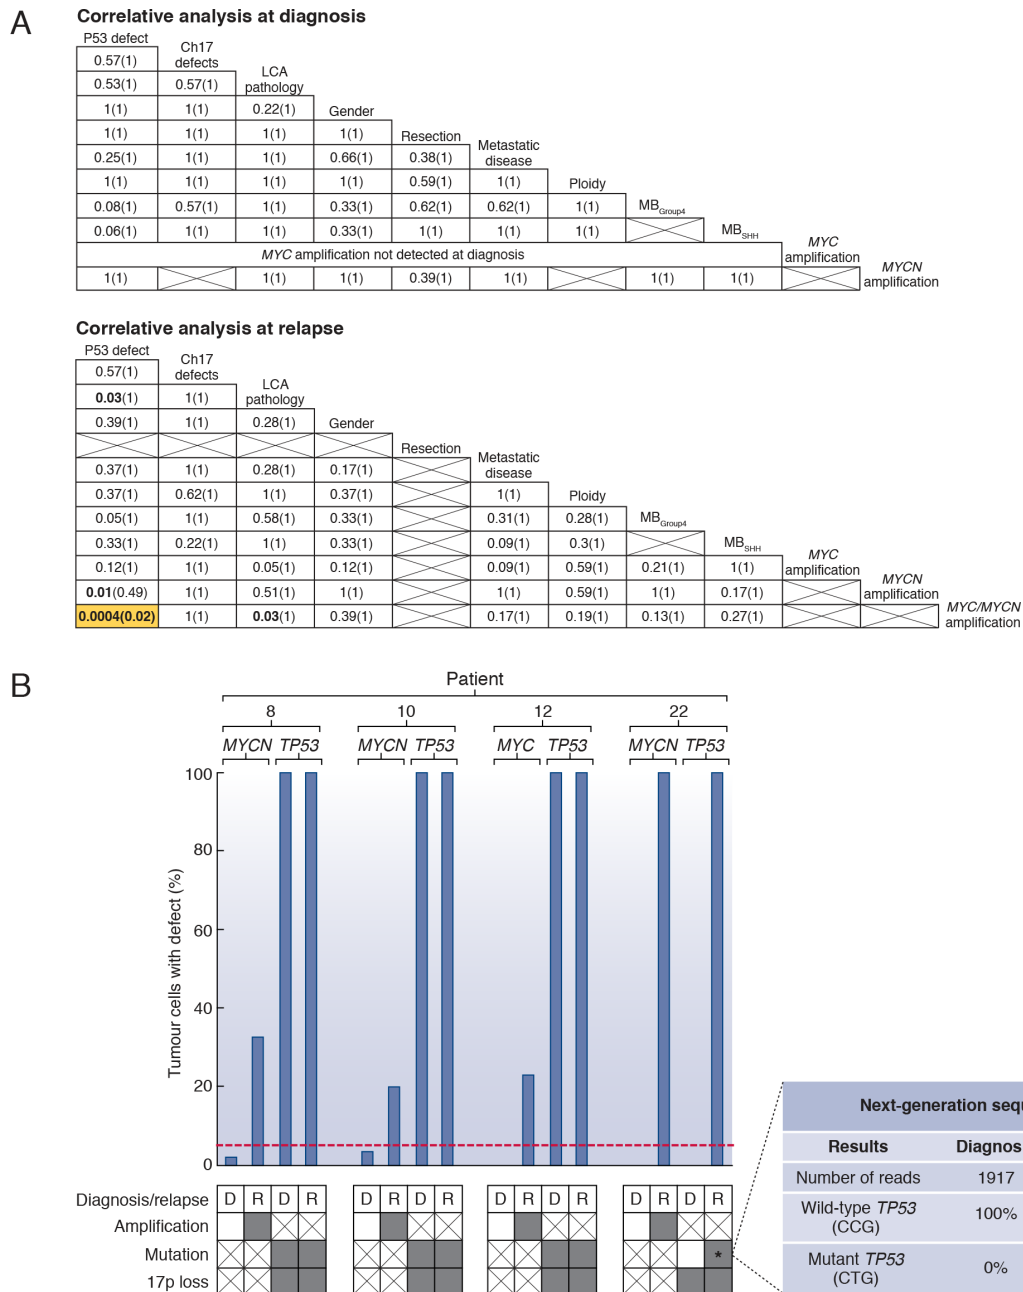 A
Correlative analysis at diagnosis
P53 defect
0.57(1) Ch17 defects
0.53(1) 0.57(1) LCA pathology
1(1) 1(1) 0.22(1) Gender
1(1) 1(1) 1(1) 1(1) Resection
0.25(1) 1(1) 1(1) 0.66(1) 0.38(1) Metastatic disease
1(1) 1(1) 1(1) 1(1) 0.59(1) 1(1) Ploidy
0.08(1) 0.57(1) 1(1) 0.33(1) 0.62(1) 0.62(1) 1(1) MBGroup4
0.06(1) 1(1) 1(1) 0.33(1) 1(1) 1(1) 1(1) MBSHH
MYC amplification not detected at diagnosis MYC amplification
1(1) 1(1) 1(1) 0.39(1) 1(1) 1(1) 1(1) MYCN amplification
Correlative analysis at relapse
P53 defect
0.57(1) Ch17 defects
0.03(1) 1(1) LCA pathology
0.39(1) 1(1) 0.28(1) Gender
Resection
0.37(1) 1(1) 0.28(1) 0.17(1) Metastatic disease
0.37(1) 0.62(1) 1(1) 0.37(1) 1(1) Ploidy
0.05(1) 1(1) 0.58(1) 0.33(1) 0.31(1) 0.28(1) MBGroup4
0.33(1) 0.22(1) 1(1) 0.33(1) 0.09(1) 0.3(1) MBSHH
0.12(1) 1(1) 0.05(1) 0.12(1) 0.09(1) 0.59(1) 0.21(1) 1(1) MYC amplification
0.01(0.49) 1(1) 0.51(1) 1(1) 1(1) 0.59(1) 1(1) 0.17(1) MYCN amplification
0.0004(0.02) 1(1) 0.03(1) 0.39(1) 0.17(1) 0.19(1) 0.13(1) 0.27(1) MYC/MYCN amplification
B
Patient
8 10 12 22
MYCN TP53 MYCN TP53 MYC TP53 MYCN TP53
Tumour cells with defect (%)
100
80
60
40
20
0
Diagnosis/relapse D R D R D R D R D R D R D R D R
Amplification
Mutation *
17p loss
Next-generation sequ
Results Diagnos
Number of reads 1917
Wild-type TP53 (CCG) 100%
Mutant TP53 (CTG) 0%